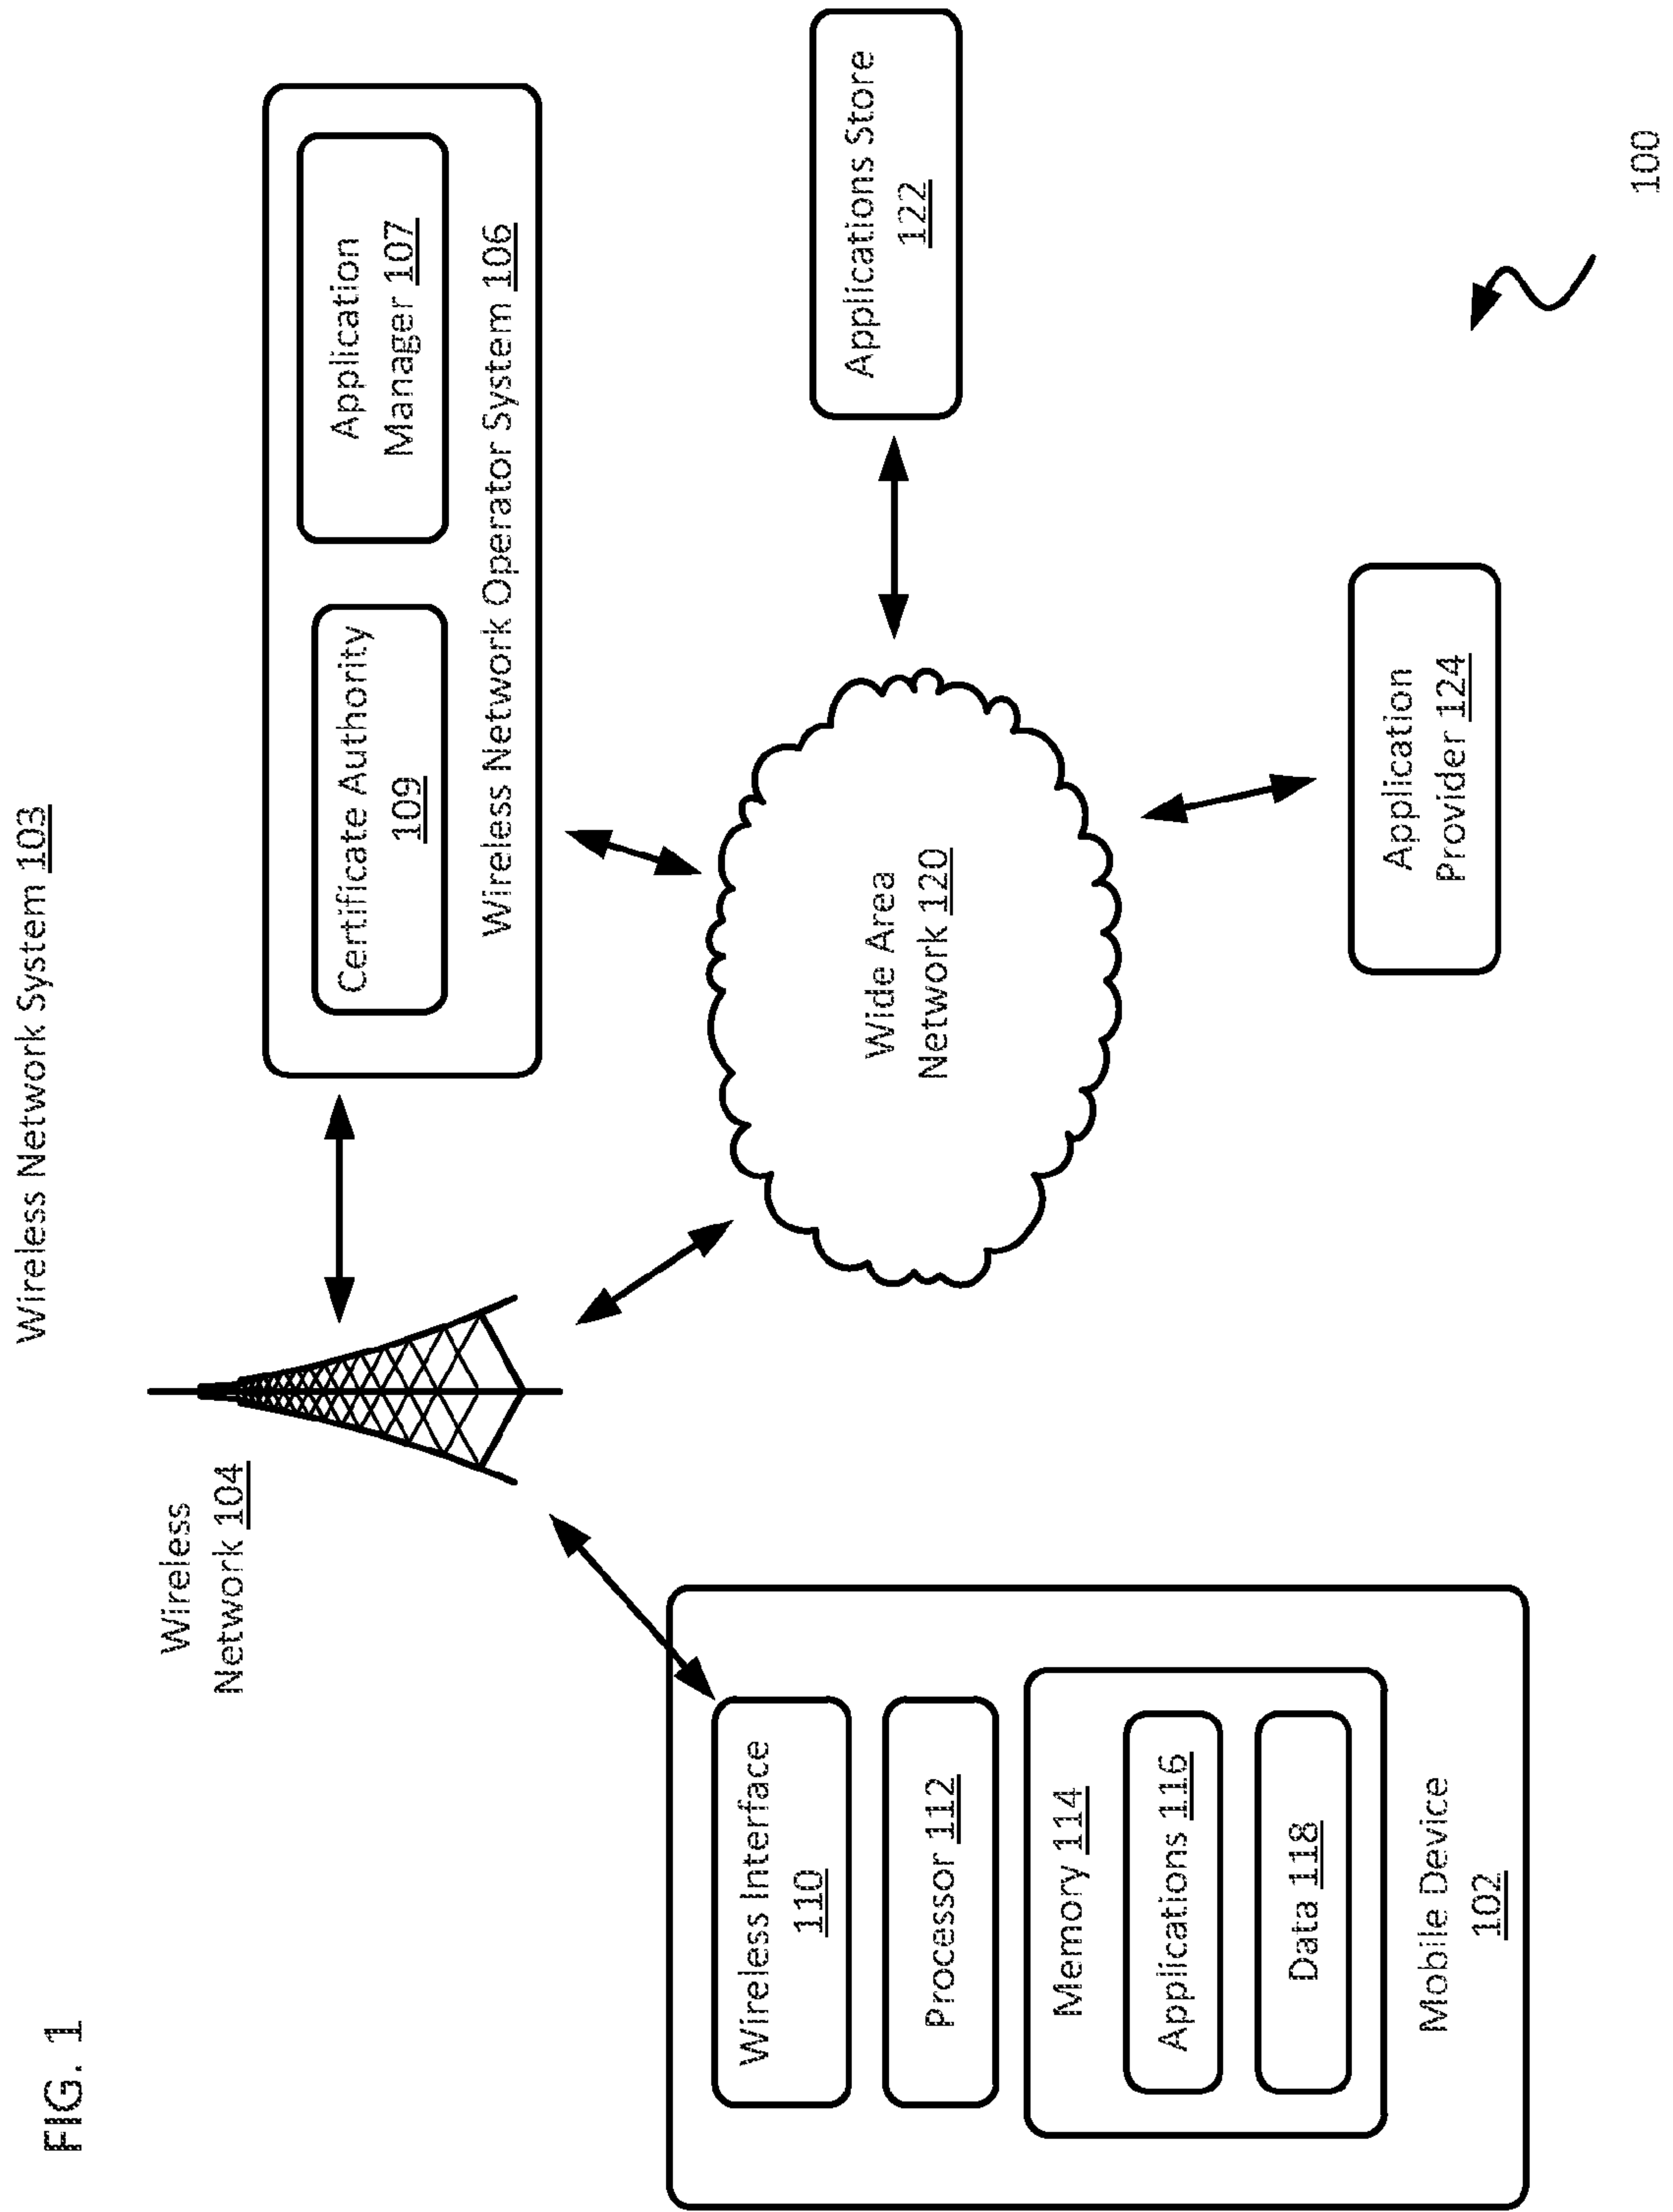 FIG. 1
Wireless Network System 103
Wireless
Network 104
Certificate Authority
109
Application
Manager 107
Wireless Network Operator System 106
Wireless Interface
110
Processor 112
Memory 114
Applications 116
Data 118
Mobile Device
102
Wide Area
Network 120
Applications Store
122
Application
Provider 124
100